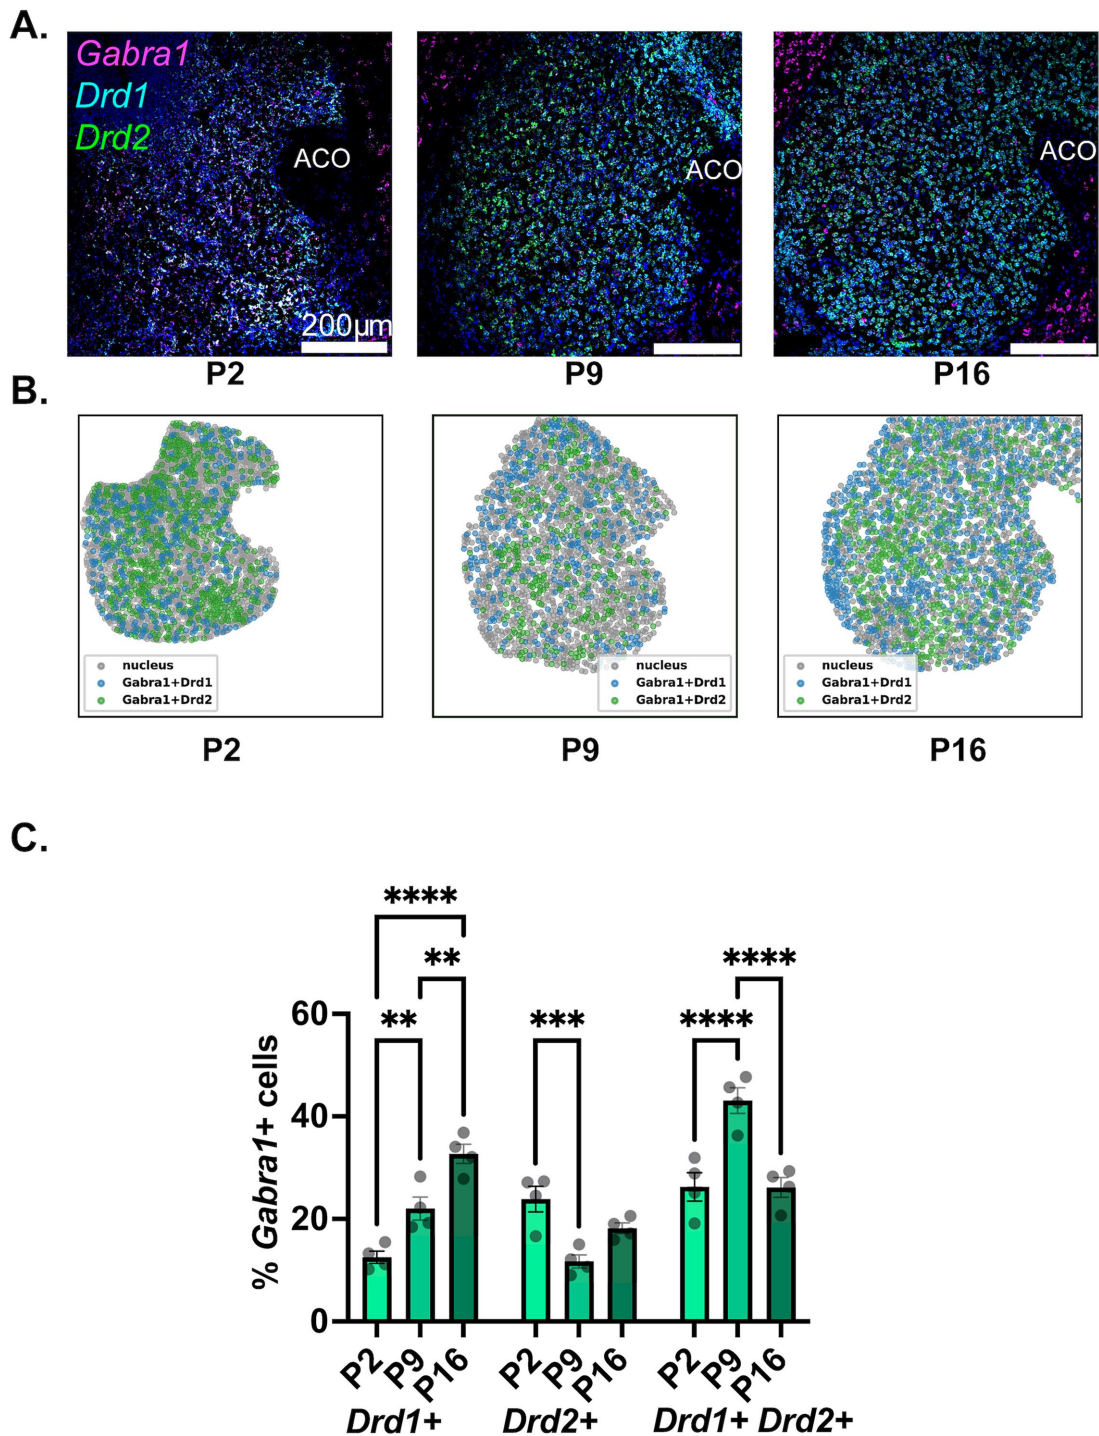 A.
Gabra1
Drd1
Drd2
ACO
200µm
ACO
ACO
P2
P9
P16
B.
nucleus
Gabra1+Drd1
Gabra1+Drd2
nucleus
Gabra1+Drd1
Gabra1+Drd2
nucleus
Gabra1+Drd1
Gabra1+Drd2
P2
P9
P16
C.
% Gabra1+ cells
60
40
20
0
****
**
**
***
****
****
P2
P9
P16
P2
P9
P16
P2
P9
P16
Drd1+
Drd2+
Drd1+ Drd2+